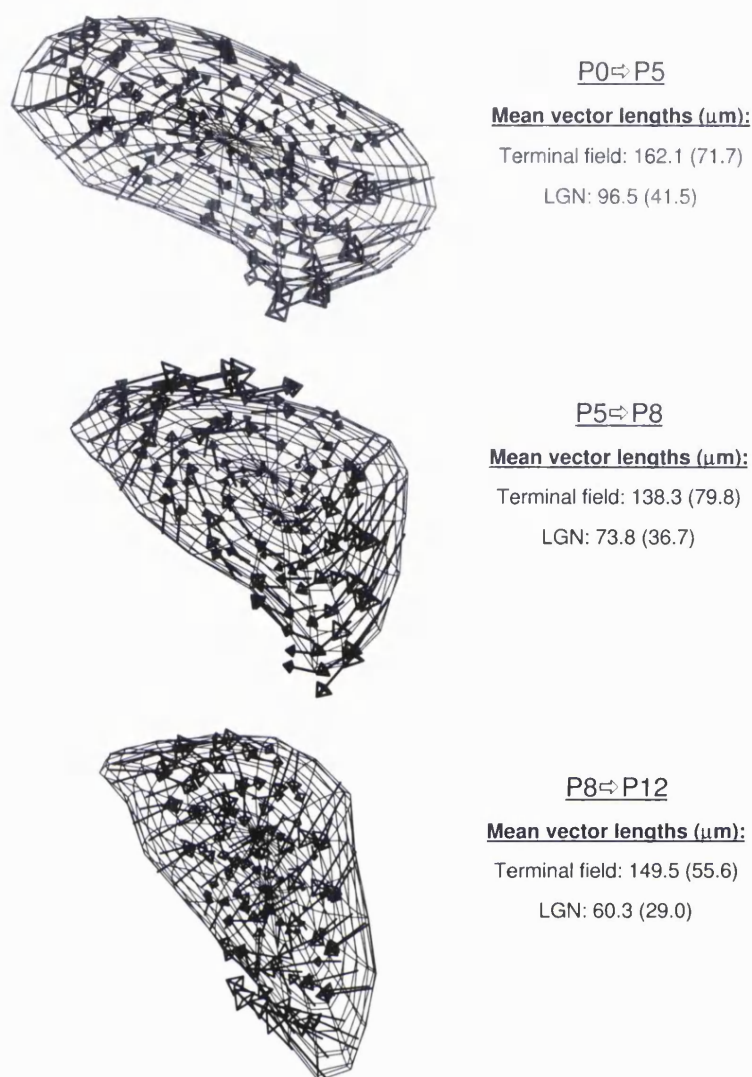 P0⇨P5
Mean vector lengths (μm):
Terminal field: 162.1 (71.7)
LGN: 96.5 (41.5)
P5⇨P8
Mean vector lengths (μm):
Terminal field: 138.3 (79.8)
LGN: 73.8 (36.7)
P8⇨P12
Mean vector lengths (μm):
Terminal field: 149.5 (55.6)
LGN: 60.3 (29.0)